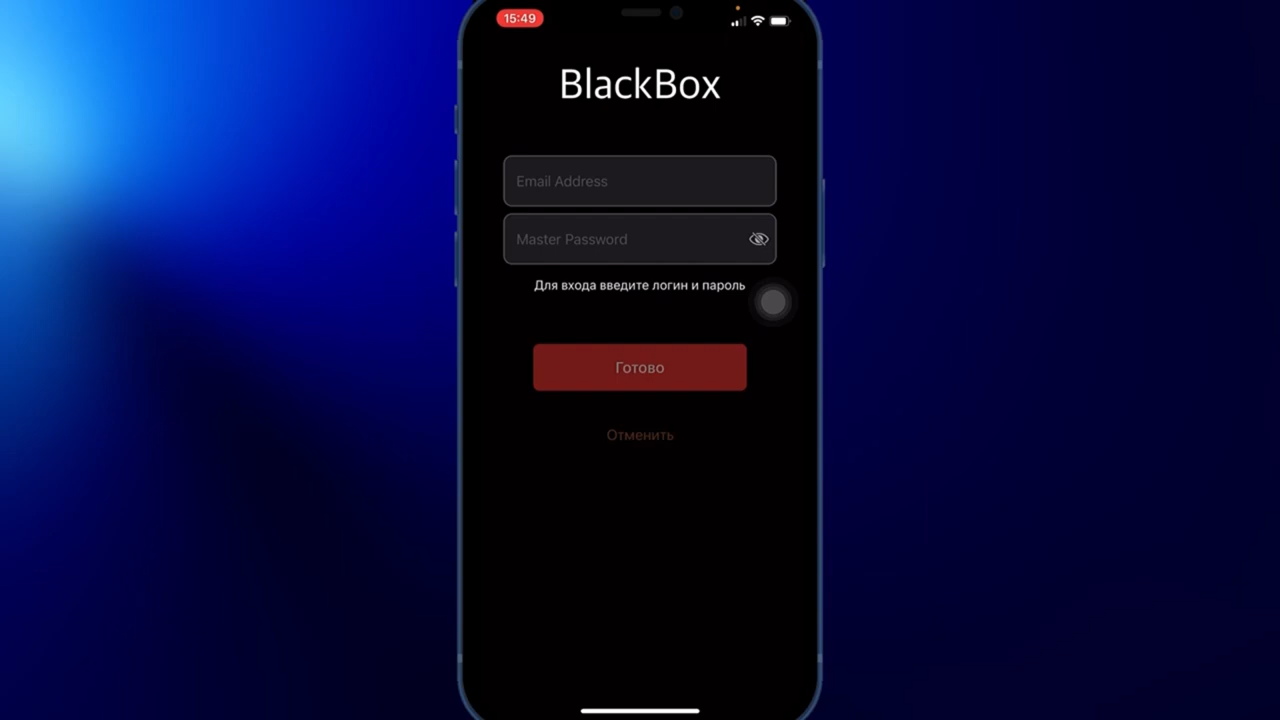 15:49
BlackBox
Email Address
Master Password
Для входа введите логин и пароль
Готово
Отменить